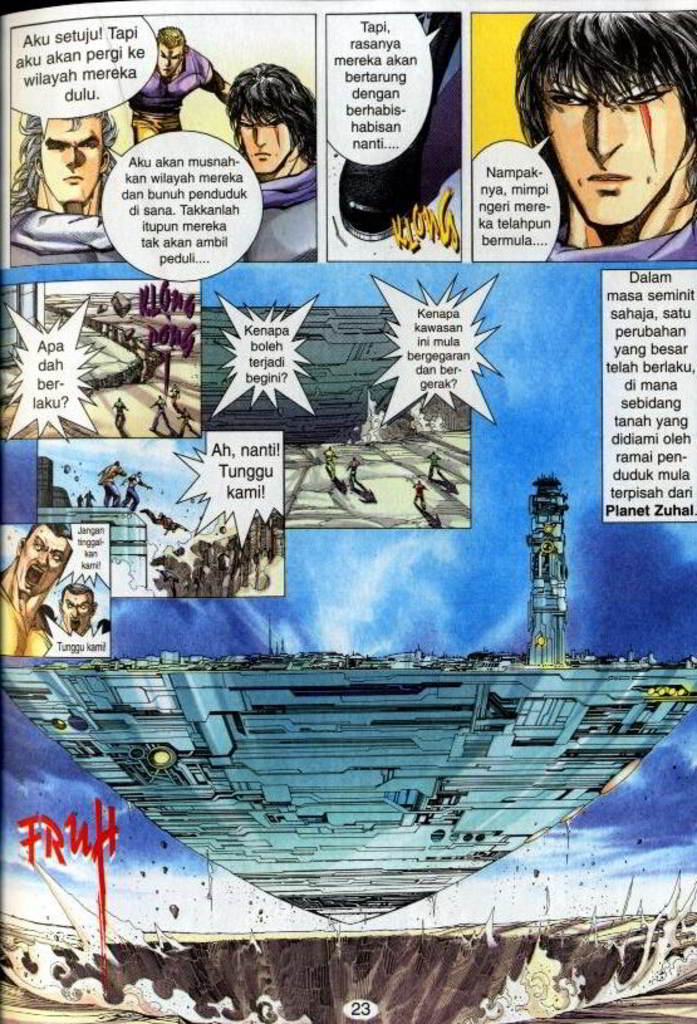 Aku setuju! Tapi
aku akan pergi ke
wilayah mereka
dulu.
Aku akan musnah-
kan wilayah mereka
dan bunuh penduduk
di sana. Takkanlah
itupun mereka
tak akan ambil
peduli....
Tapi,
rasanya
mereka akan
bertarung
dengan
berhabis-
habisan
nanti....
KLONG
Nampak-
nya, mimpi
ngeri mere-
ka telahpun
bermula....
Apa
dah
ber-
laku?
KLONG
PONG
Kenapa
boleh
terjadi
begini?
Kenapa
kawasan
ini mula
bergegaran
dan ber-
gerak?
Dalam
masa seminit
sahaja, satu
perubahan
yang besar
telah berlaku,
di mana
sebidang
tanah yang
didiami oleh
ramai pen-
duduk mula
terpisah dari
Planet Zuhal.
Ah, nanti!
Tunggu
kami!
Jangan
tinggal-
kan
kami!
Tunggu kami!
FRUH
23